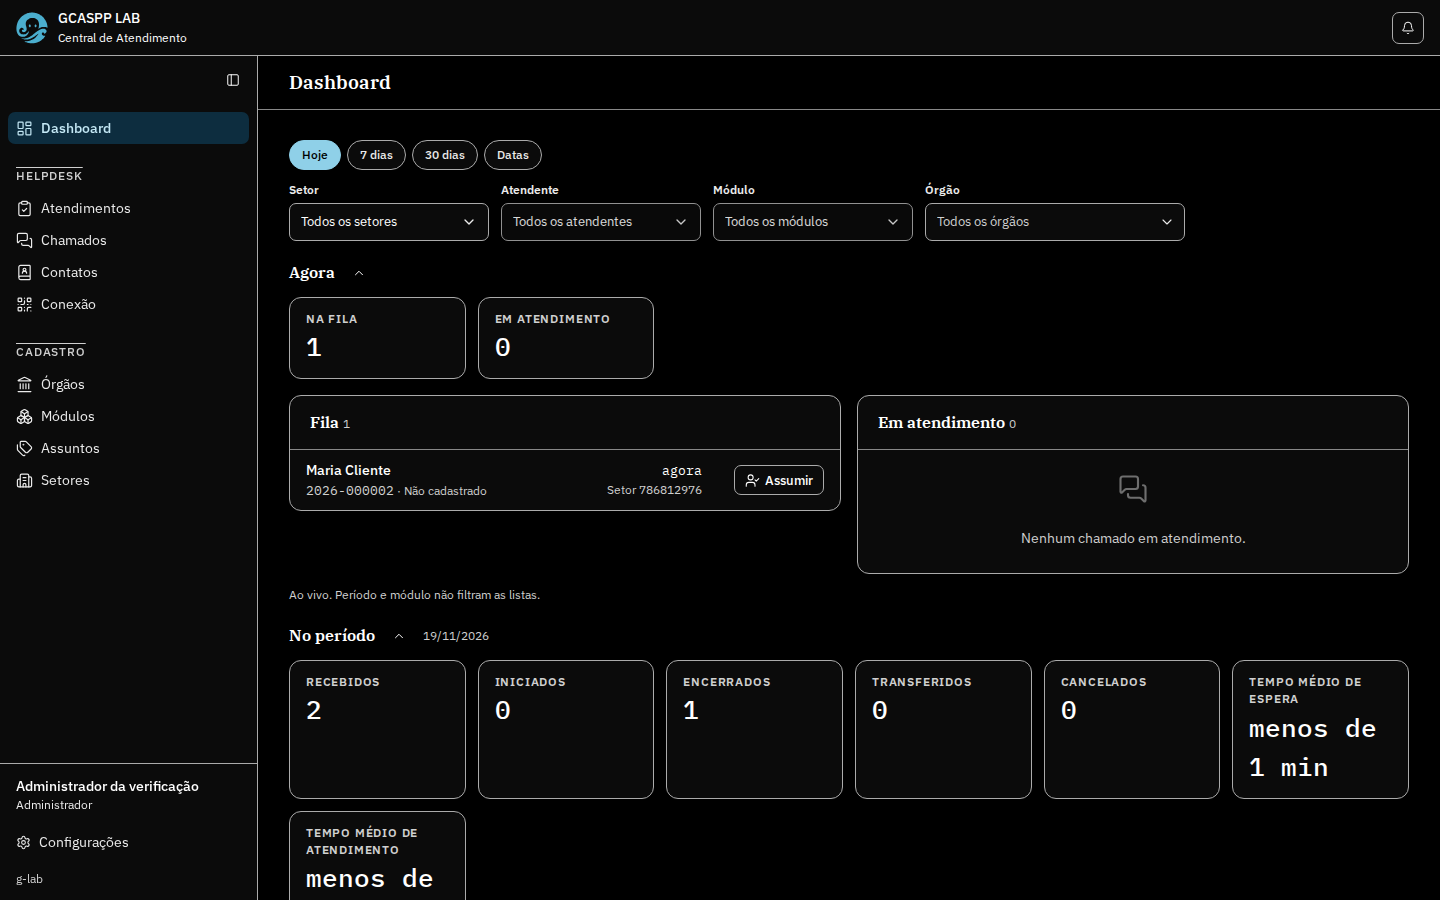 GCASPP LAB
Central de Atendimento
Dashboard
HELPDESK
Atendimentos
Chamados
Contatos
Conexão
CADASTRO
Órgãos
Módulos
Assuntos
Setores
Administrador da verificação
Administrador
Configurações
g-lab
Dashboard
Hoje
7 dias
30 dias
Datas
Setor
Atendente
Módulo
Órgão
Todos os setores
Todos os atendentes
Todos os módulos
Todos os órgãos
Agora
NA FILA
1
EM ATENDIMENTO
0
Fila 1
Maria Cliente
2026-000002 · Não cadastrado
agora
Setor 786812976
Assumir
Em atendimento 0
Nenhum chamado em atendimento.
Ao vivo. Período e módulo não filtram as listas.
No período
19/11/2026
RECEBIDOS
2
INICIADOS
0
ENCERRADOS
1
TRANSFERIDOS
0
CANCELADOS
0
TEMPO MÉDIO DE
ESPERA
menos de
1 min
TEMPO MÉDIO DE
ATENDIMENTO
menos de